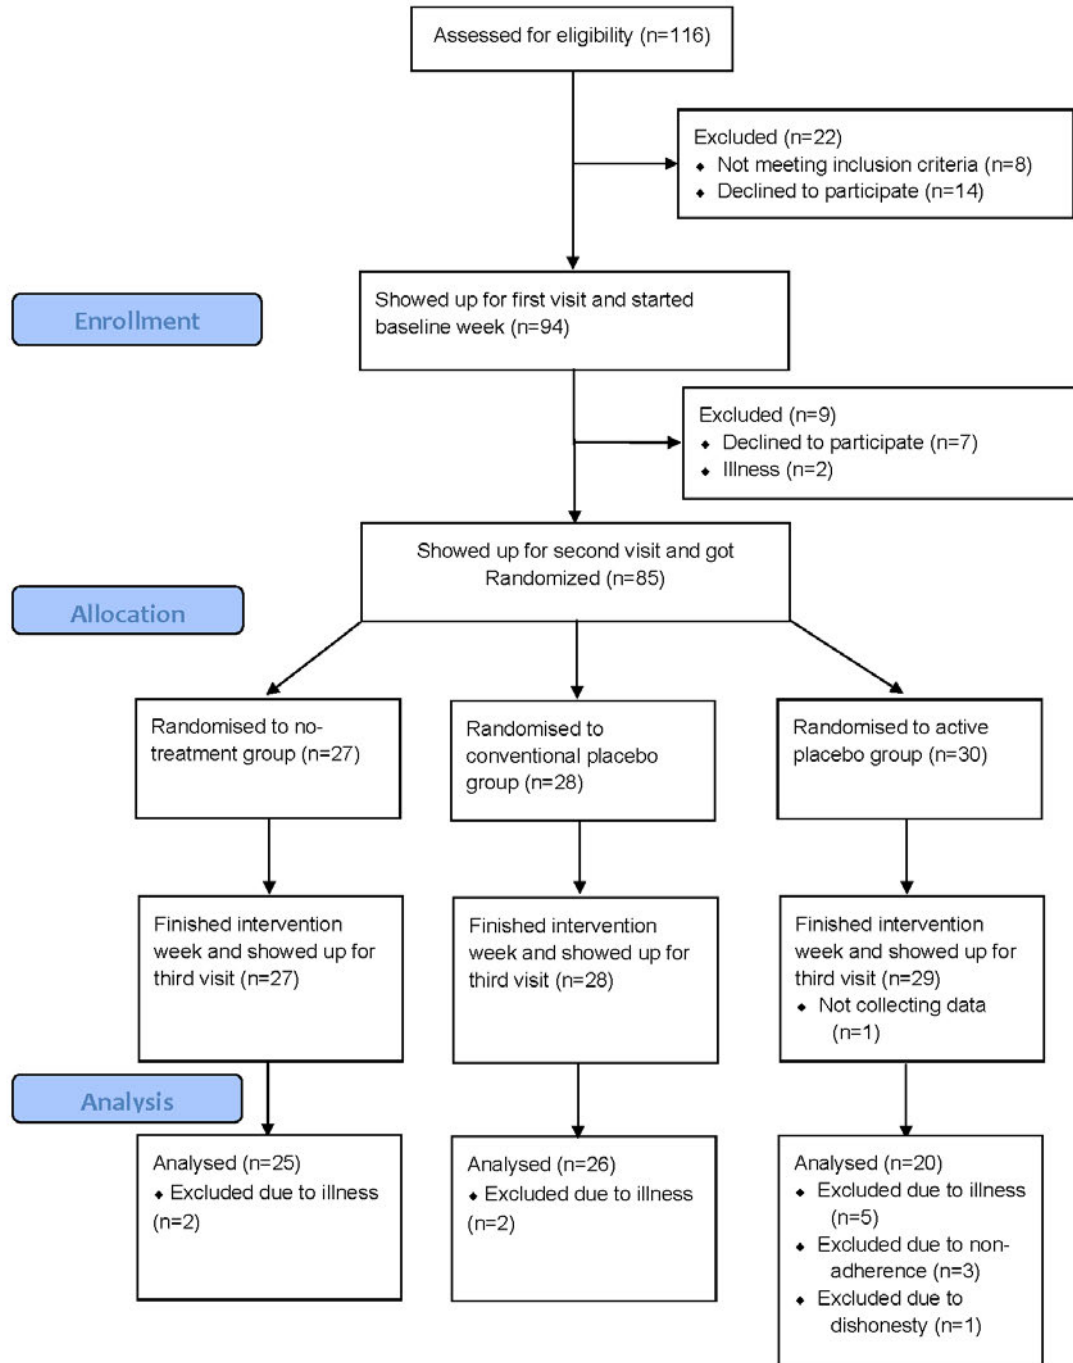 Assessed for eligibility (n=116)
Excluded (n=22)
♦ Not meeting inclusion criteria (n=8)
♦ Declined to participate (n=14)
Enrollment
Showed up for first visit and started
baseline week (n=94)
Excluded (n=9)
♦ Declined to participate (n=7)
♦ Illness (n=2)
Showed up for second visit and got
Randomized (n=85)
Allocation
Randomised to no-
treatment group (n=27)
Randomised to
conventional placebo
group (n=28)
Randomised to active
placebo group (n=30)
Finished intervention
week and showed up for
third visit (n=27)
Finished intervention
week and showed up for
third visit (n=28)
Finished intervention
week and showed up for
third visit (n=29)
♦ Not collecting data
(n=1)
Analysis
Analysed (n=25)
♦ Excluded due to illness
(n=2)
Analysed (n=26)
♦ Excluded due to illness
(n=2)
Analysed (n=20)
♦ Excluded due to illness
(n=5)
♦ Excluded due to non-
adherence (n=3)
♦ Excluded due to
dishonesty (n=1)